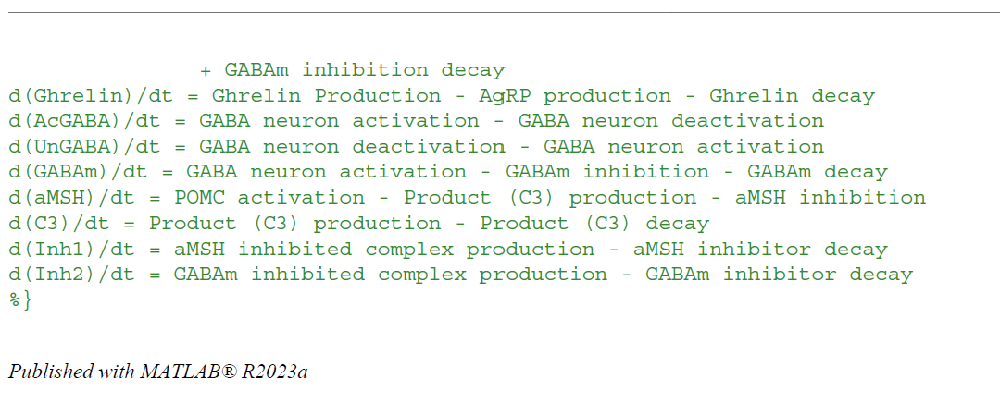 + GABAm inhibition decay
d(Ghrelin)/dt = Ghrelin Production - AgRP production - Ghrelin decay
d(AcGABA)/dt = GABA neuron activation - GABA neuron deactivation
d(UnGABA)/dt = GABA neuron deactivation - GABA neuron activation
d(GABAm)/dt = GABA neuron activation - GABAm inhibition - GABAm decay
d(aMSH)/dt = POMC activation - Product (C3) production - aMSH inhibition
d(C3)/dt = Product (C3) production - Product (C3) decay
d(Inh1)/dt = aMSH inhibited complex production - aMSH inhibitor decay
d(Inh2)/dt = GABAm inhibited complex production - GABAm inhibitor decay
%}
Published with MATLAB® R2023a